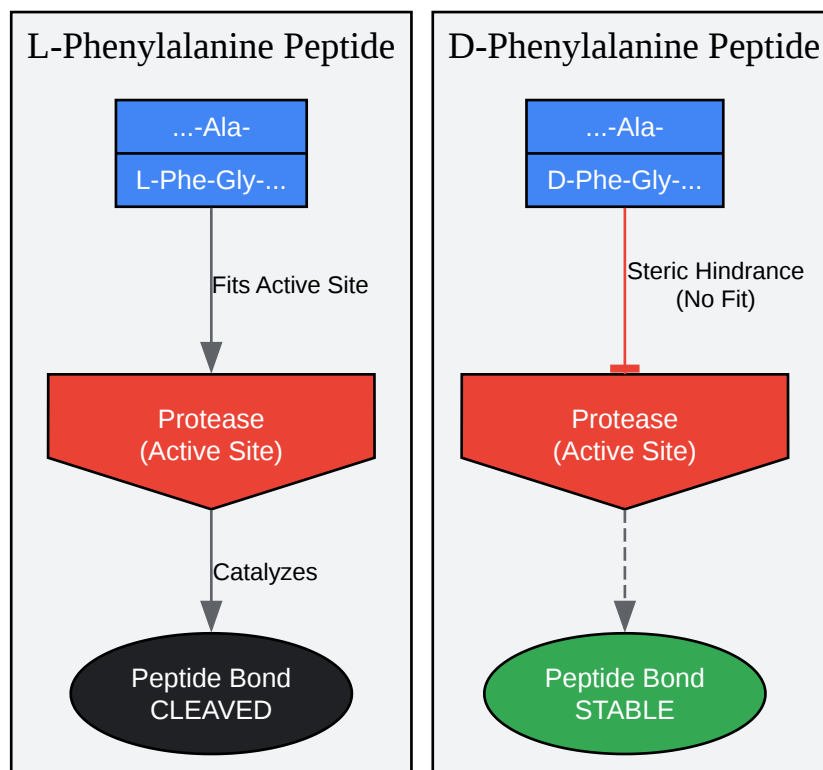 L-Phenylalanine Peptide
...-Ala-
L-Phe-Gly-...
Fits Active Site
Protease
(Active Site)
Catalyzes
Peptide Bond
CLEAVED
D-Phenylalanine Peptide
...-Ala-
D-Phe-Gly-...
Steric Hindrance
(No Fit)
Protease
(Active Site)
Peptide Bond
STABLE